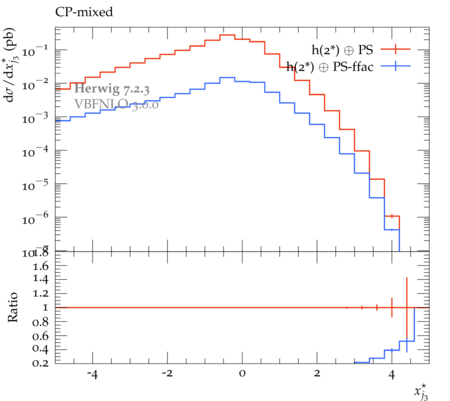 CP-mixed
dσ/dx*j3 (pb)
h(2*) ⊕ PS
h(2*) ⊕ PS-ffac
Herwig 7.2.3
VBFNLO 3.0.0
10−1
10−2
10−3
10−4
10−5
10−6
Ratio
1.8
1.6
1.4
1.2
1
0.8
0.6
0.4
0.2
-4 -2 0 2 4
x*j3